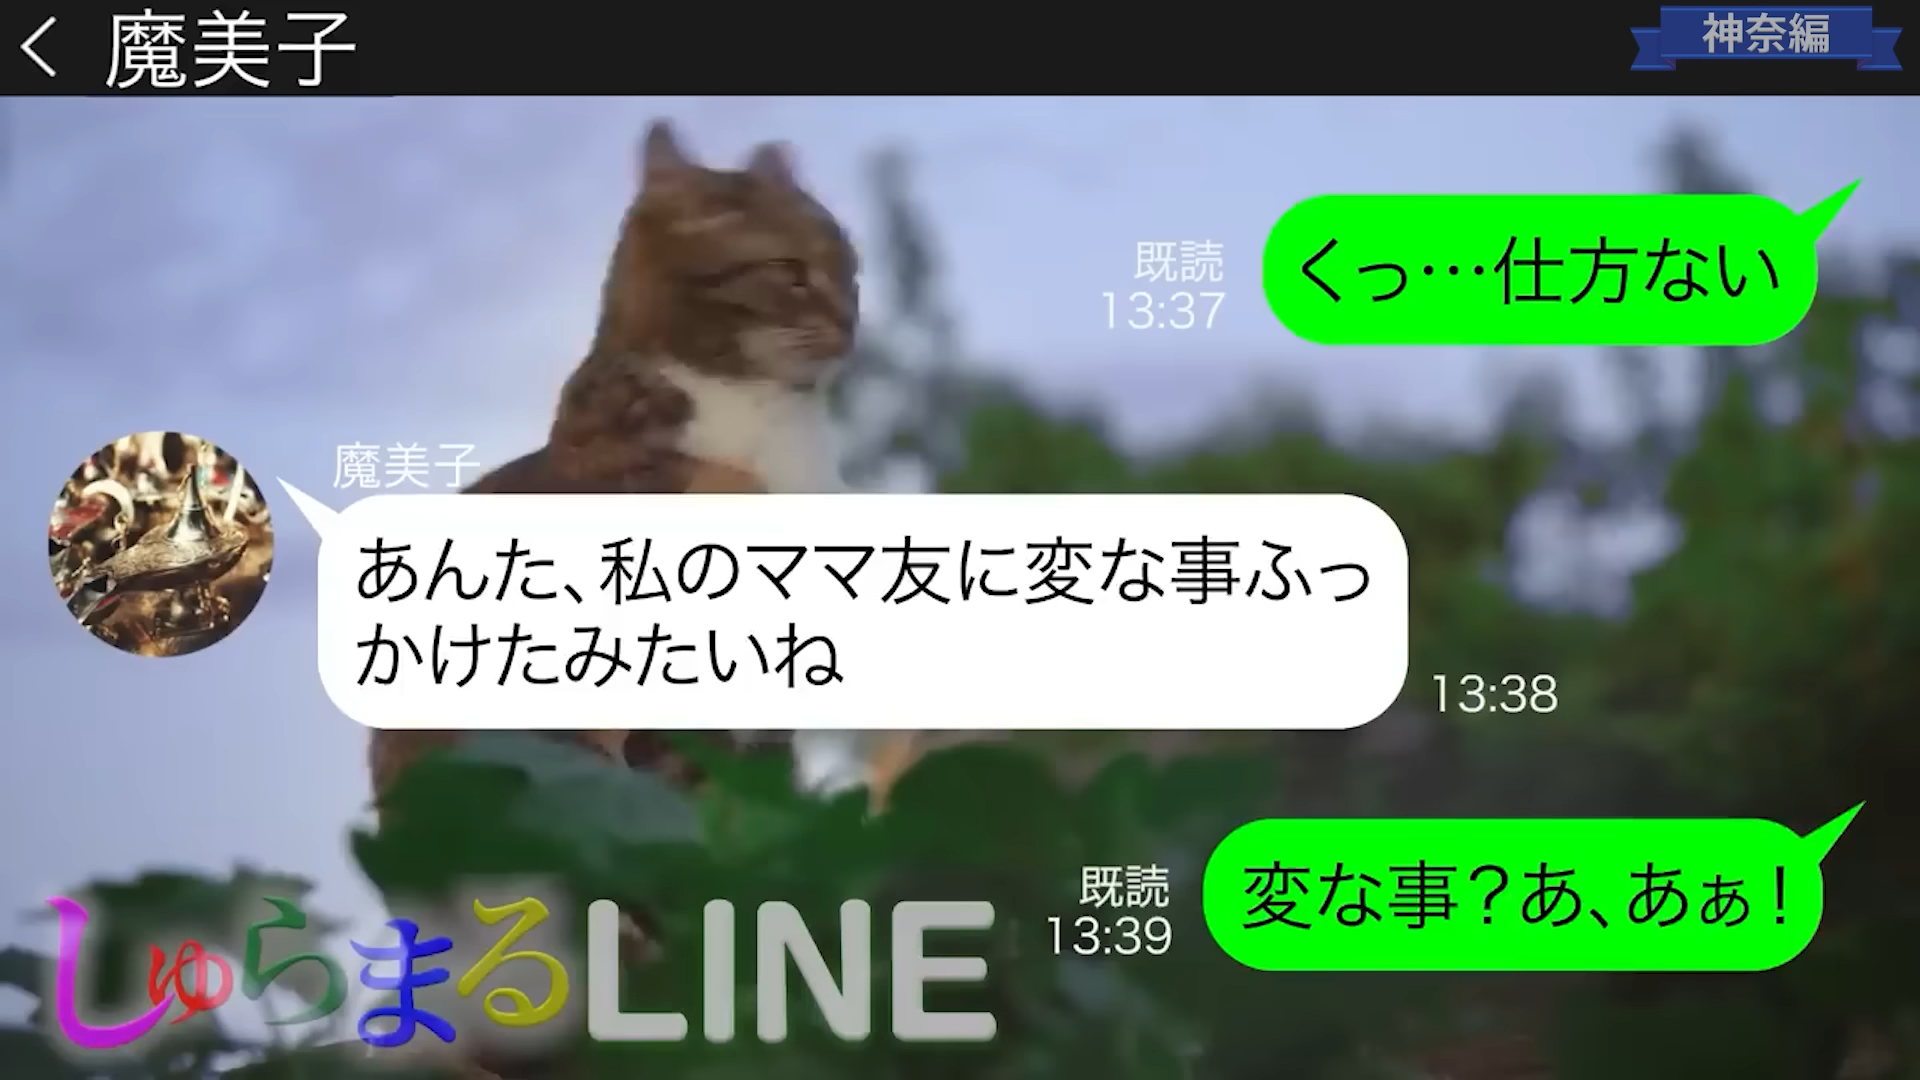 魔美子
神奈編
くっ…仕方ない
既読
13:37
魔美子
あんた、私のママ友に変な事ふっ
かけたみたいね
13:38
変な事?あ、あぁ!
既読
13:39
しゅらまるLINE